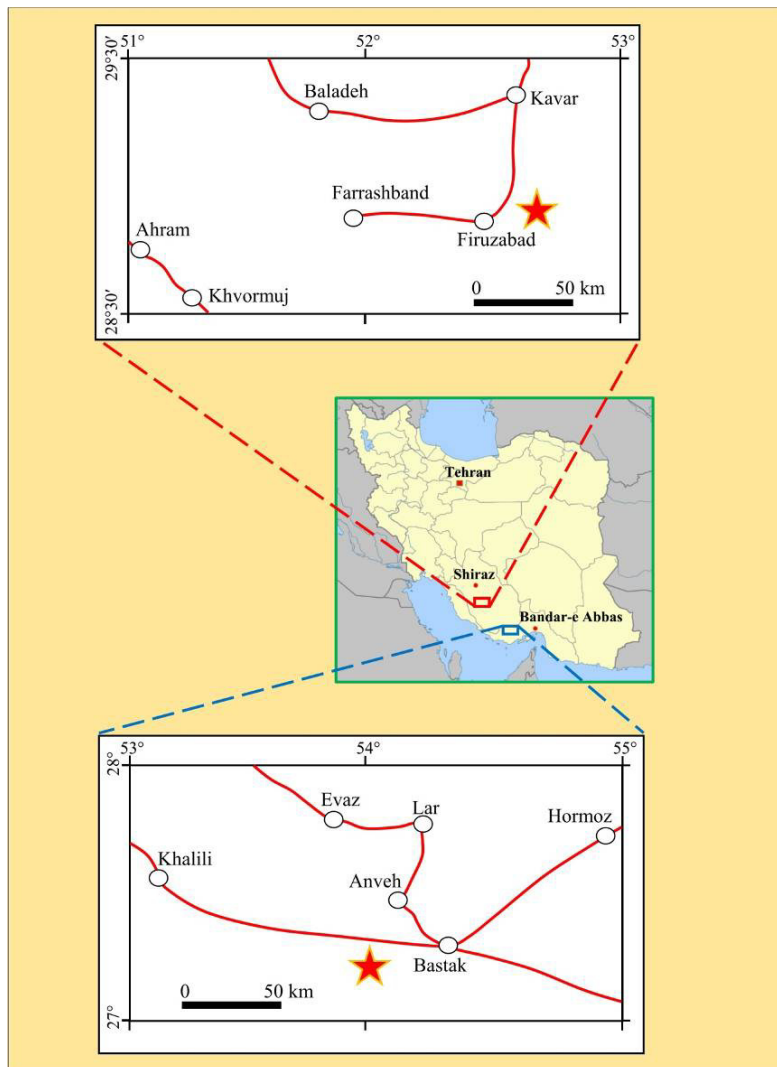 51° 52° 53°
29°30'
Baladeh
Kavar
Farrashband
Firuzabad
Ahram
Khvormuj
0 50 km
28°30'
Tehran
Shiraz
Bandar-e Abbas
53° 54° 55°
28°
Evaz
Lar
Hormoz
Khalili
Anveh
Bastak
0 50 km
27°